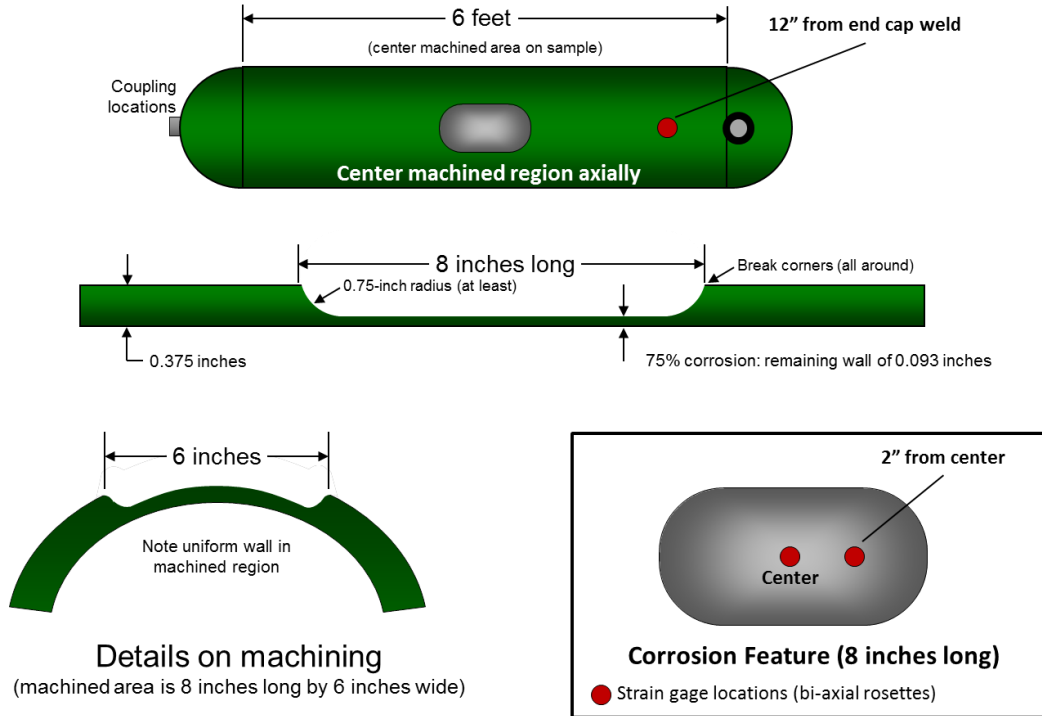 6 feet
(center machined area on sample)
12” from end cap weld
Coupling
locations
Center machined region axially
8 inches long
0.75-inch radius (at least)
Break corners (all around)
0.375 inches
75% corrosion: remaining wall of 0.093 inches
6 inches
Note uniform wall in
machined region
Details on machining
(machined area is 8 inches long by 6 inches wide)
2” from center
Center
Corrosion Feature (8 inches long)
Strain gage locations (bi-axial rosettes)